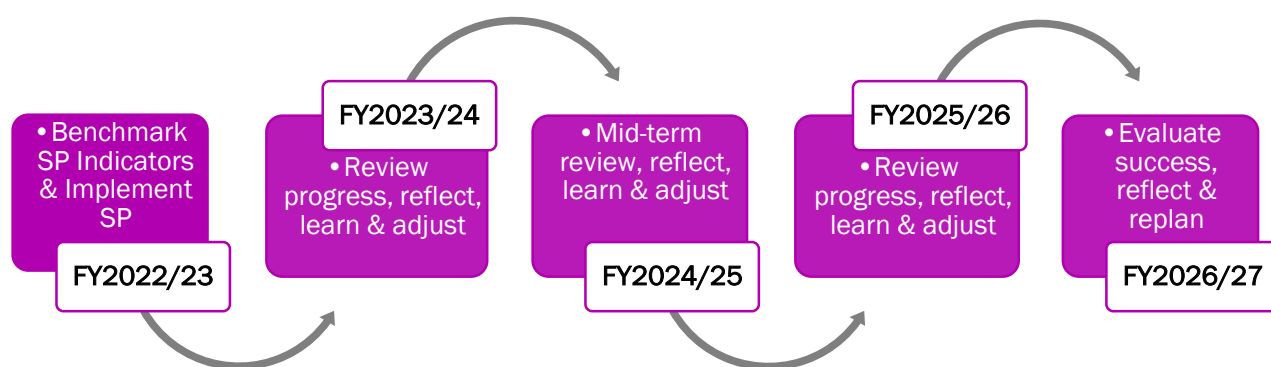 • Benchmark
SP Indicators
& Implement
SP
FY2022/23
FY2023/24
• Review
progress, reflect,
learn & adjust
• Mid-term
review, reflect,
learn & adjust
FY2024/25
FY2025/26
• Review
progress, reflect,
learn & adjust
• Evaluate
success,
reflect &
replan
FY2026/27